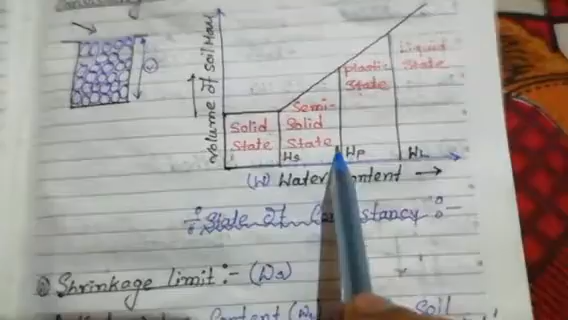 Volume of Soil Mass
Solid State
Semi-Solid State
plastic State
Liquid State
Ws
Wp
WL
(W) Water Content →
State Of Consistancy :-
Shrinkage limit :- (Ws)
Content
Soil